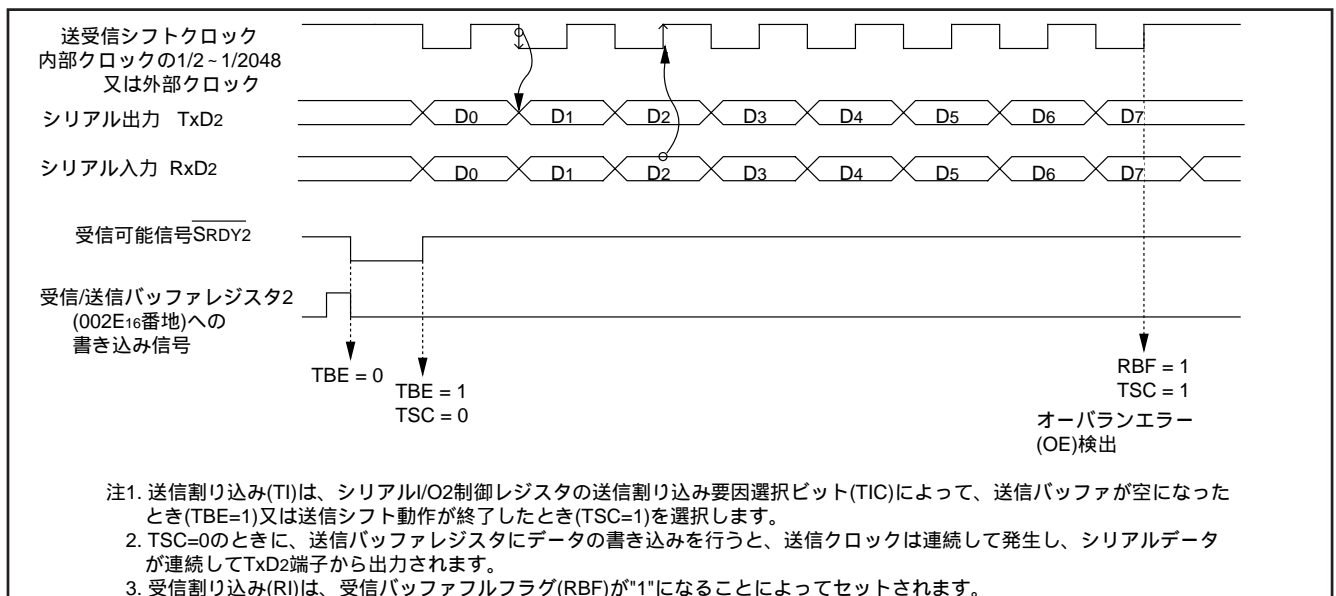 送受信シフトクロック
内部クロックの1/2~1/2048
又は外部クロック
シリアル出力 TxD2
D0 D1 D2 D3 D4 D5 D6 D7
シリアル入力 RxD2
D0 D1 D2 D3 D4 D5 D6 D7
受信可能信号SRDY2
受信/送信バッファレジスタ2
(002E16番地)への
書き込み信号
TBE = 0
TBE = 1
TSC = 0
RBF = 1
TSC = 1
オーバランエラー
(OE)検出
注1. 送信割り込み(TI)は、シリアルI/O2制御レジスタの送信割り込み要因選択ビット(TIC)によって、送信バッファが空になった
とき(TBE=1)又は送信シフト動作が終了したとき(TSC=1)を選択します。
2. TSC=0のときに、送信バッファレジスタにデータの書き込みを行うと、送信クロックは連続して発生し、シリアルデータ
が連続してTxD2端子から出力されます。
3. 受信割り込み(RI)は、受信バッファフルフラグ(RBF)が"1"になることによってセットされます。